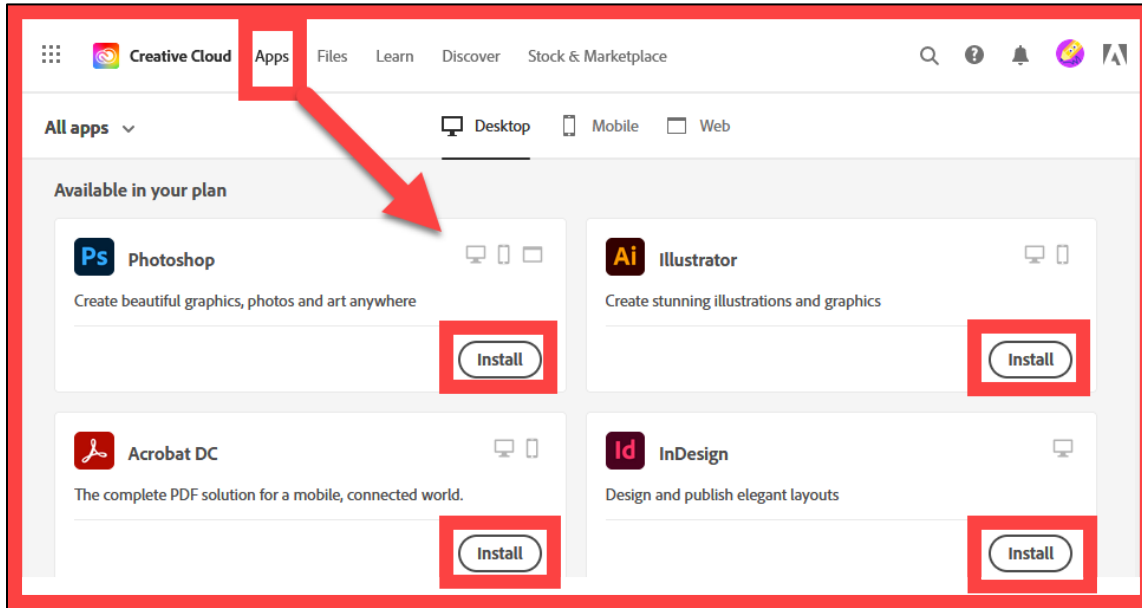 Creative Cloud Apps Files Learn Discover Stock & Marketplace
All apps Desktop Mobile Web
Available in your plan
Ps Photoshop
Create beautiful graphics, photos and art anywhere
Install
Ai Illustrator
Create stunning illustrations and graphics
Install
Acrobat DC
The complete PDF solution for a mobile, connected world.
Install
Id InDesign
Design and publish elegant layouts
Install